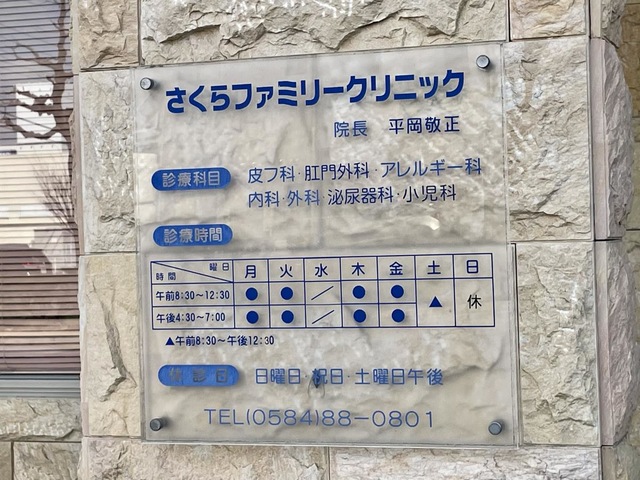 さくらファミリークリニック
院長 平岡敬正
診療科目 皮フ科・肛門外科・アレルギー科
内科・外科・泌尿器科・小児科
診療時間
時間 曜日 月 火 水 木 金 土 日
午前8:30～12:30 ● ● ／ ● ● ▲ 休
午後4:30～7:00 ● ● ／ ● ●
▲午前8:30～午後12:30
休診日 日曜日・祝日・土曜日午後
TEL(0584)88-0801